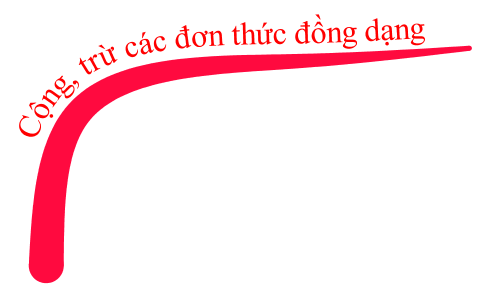 Cộng, trừ các đơn thức đồng dạng